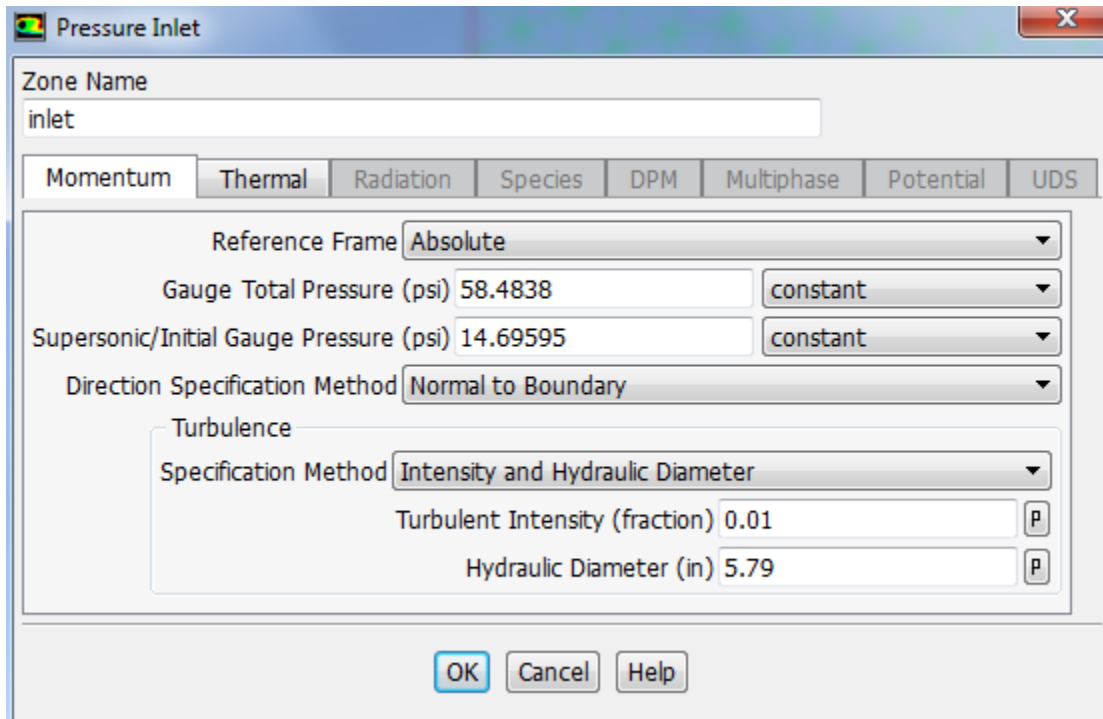 Pressure Inlet
X
Zone Name
inlet
Momentum Thermal Radiation Species DPM Multiphase Potential UDS
Reference Frame Absolute
Gauge Total Pressure (psi) 58.4838 constant
Supersonic/Initial Gauge Pressure (psi) 14.69595 constant
Direction Specification Method Normal to Boundary
Turbulence
Specification Method Intensity and Hydraulic Diameter
Turbulent Intensity (fraction) 0.01 P
Hydraulic Diameter (in) 5.79 P
OK Cancel Help